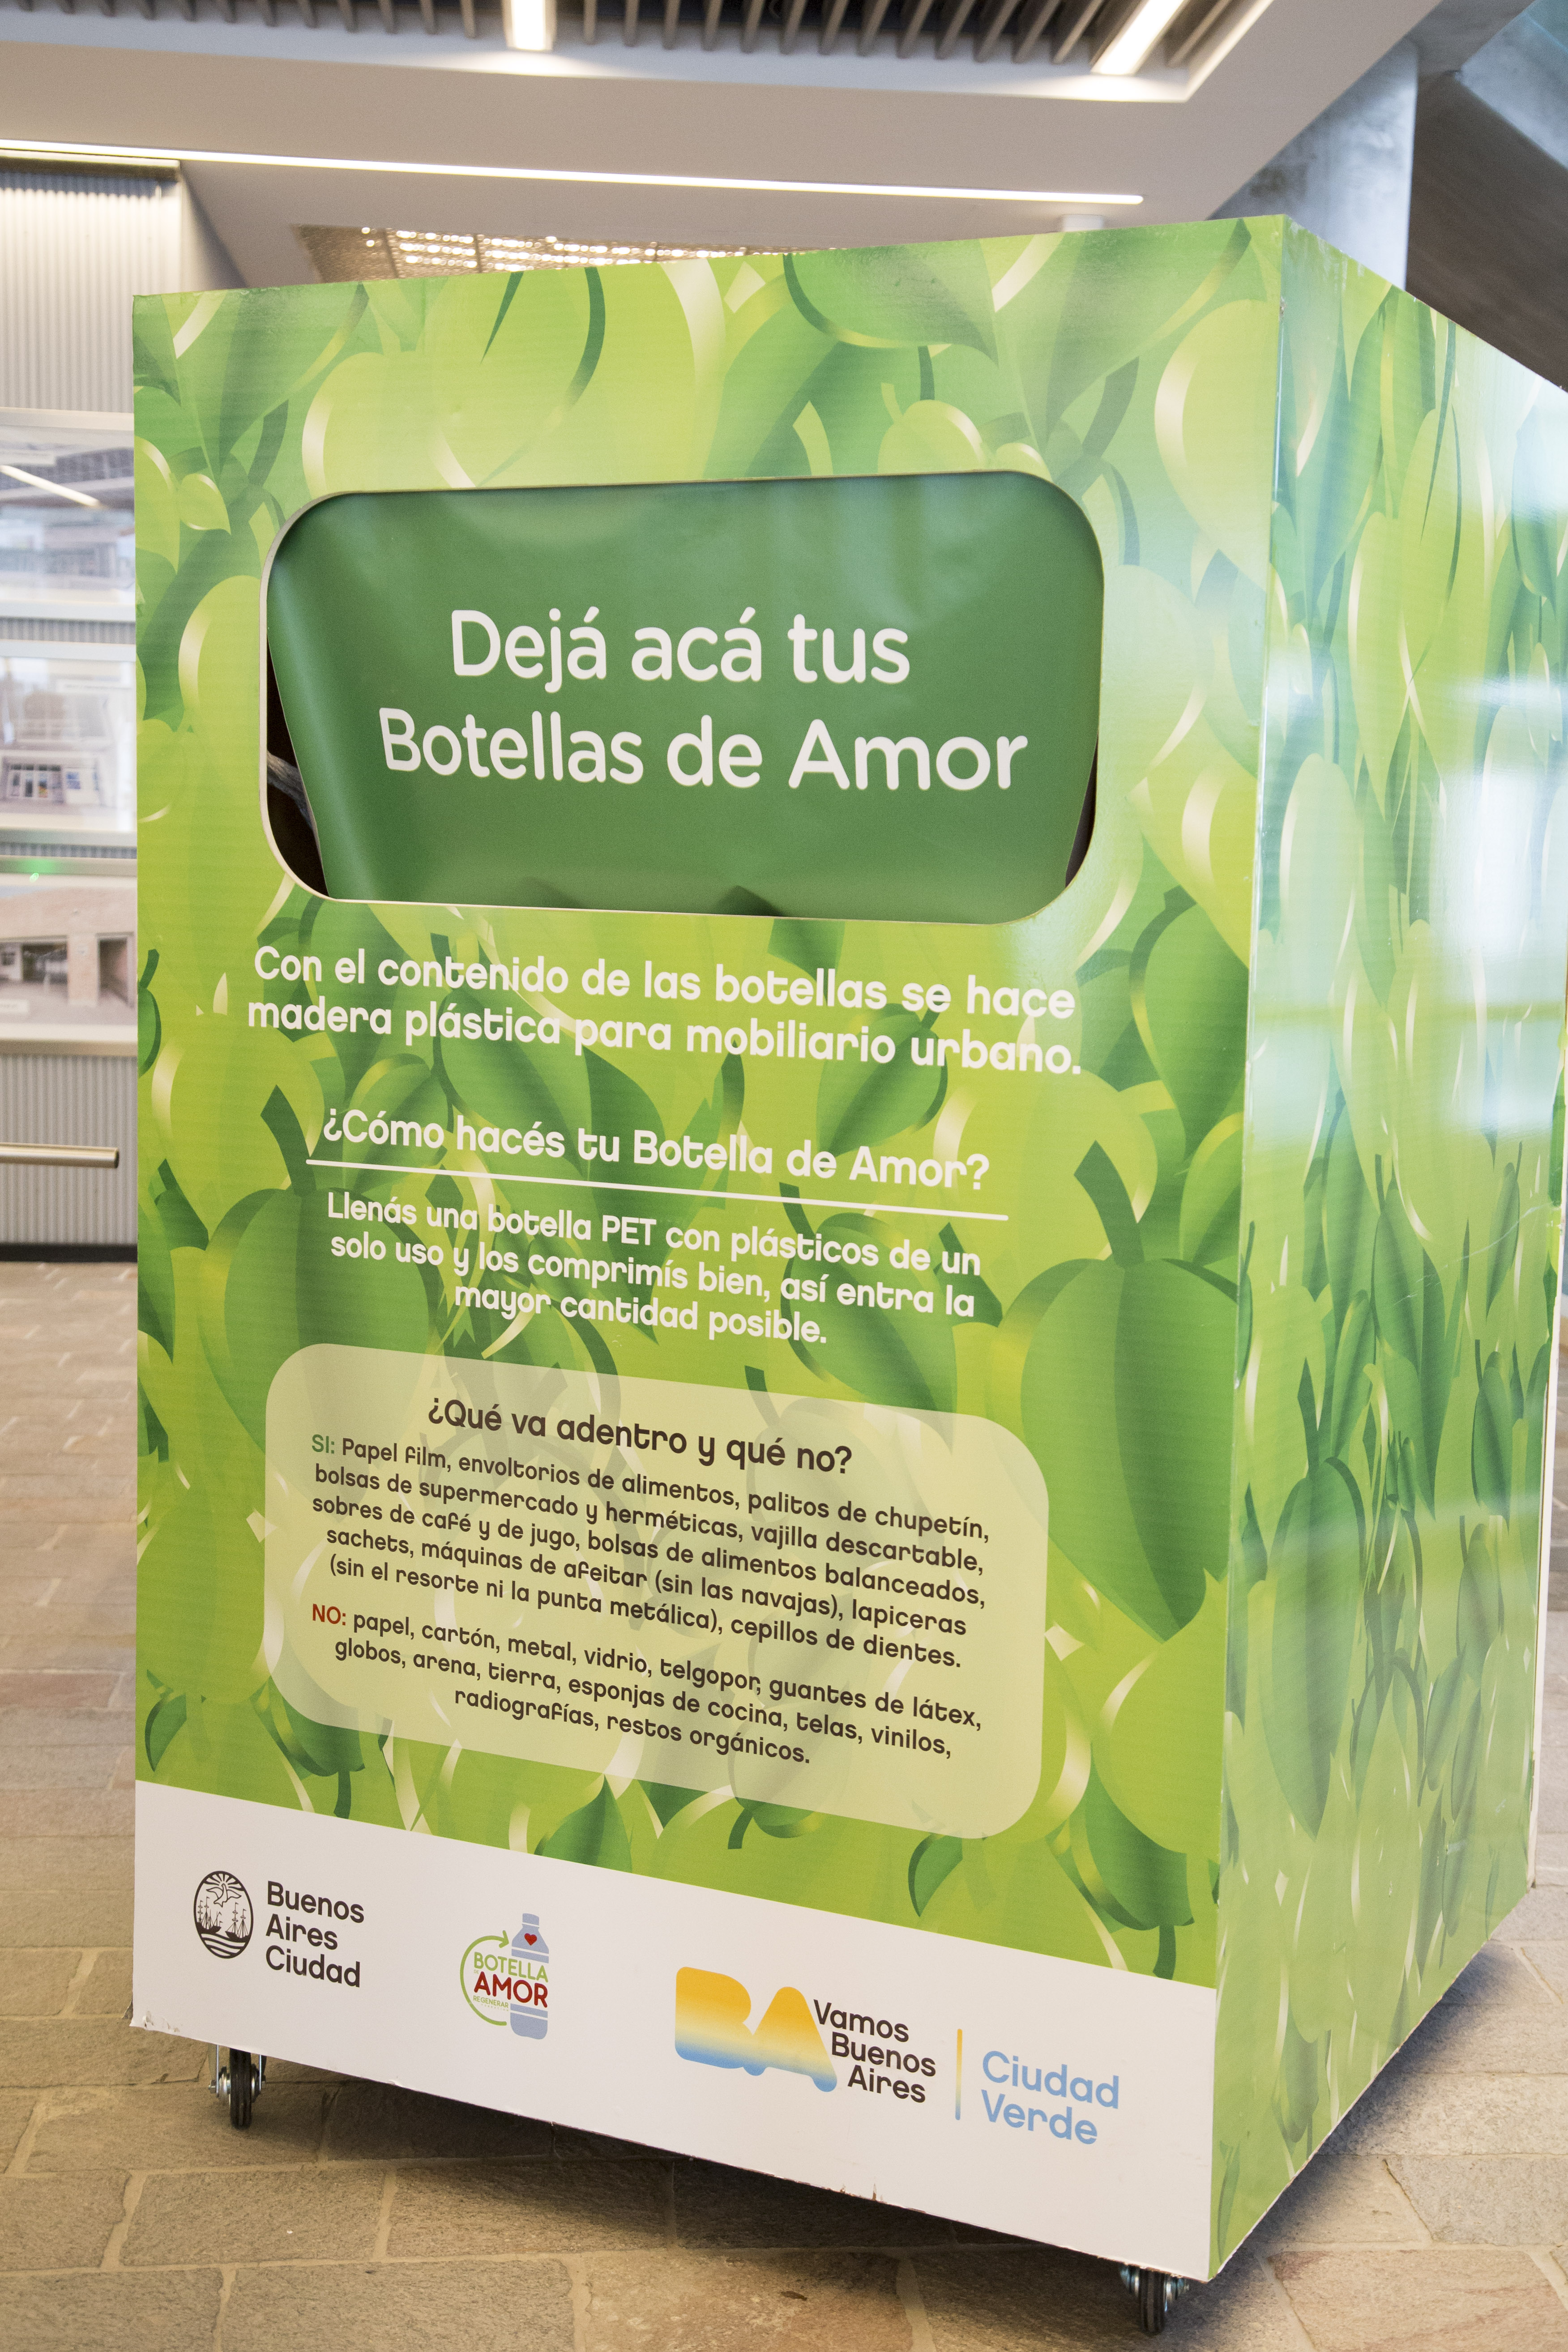 Dejá acá tus
Botellas de Amor
Con el contenido de las botellas se hace
madera plástica para mobiliario urbano.
¿Cómo hacés tu Botella de Amor?
Llenás una botella PET con plásticos de un
solo uso y los comprimís bien, así entra la
mayor cantidad posible.
¿Qué va adentro y qué no?
SI: Papel film, envoltorios de alimentos, palitos de chupetín,
bolsas de supermercado y herméticas, vajilla descartable,
sobres de café y de jugo, bolsas de alimentos balanceados,
sachets, máquinas de afeitar (sin las navajas), lapiceras
(sin el resorte ni la punta metálica), cepillos de dientes.
NO: papel, cartón, metal, vidrio, telgopor, guantes de látex,
globos, arena, tierra, esponjas de cocina, telas, vinilos,
radiografías, restos orgánicos.
Buenos
Aires
Ciudad
BOTELLA
AMOR
REGENERAR
BA
Vamos
Buenos
Aires
Ciudad
Verde